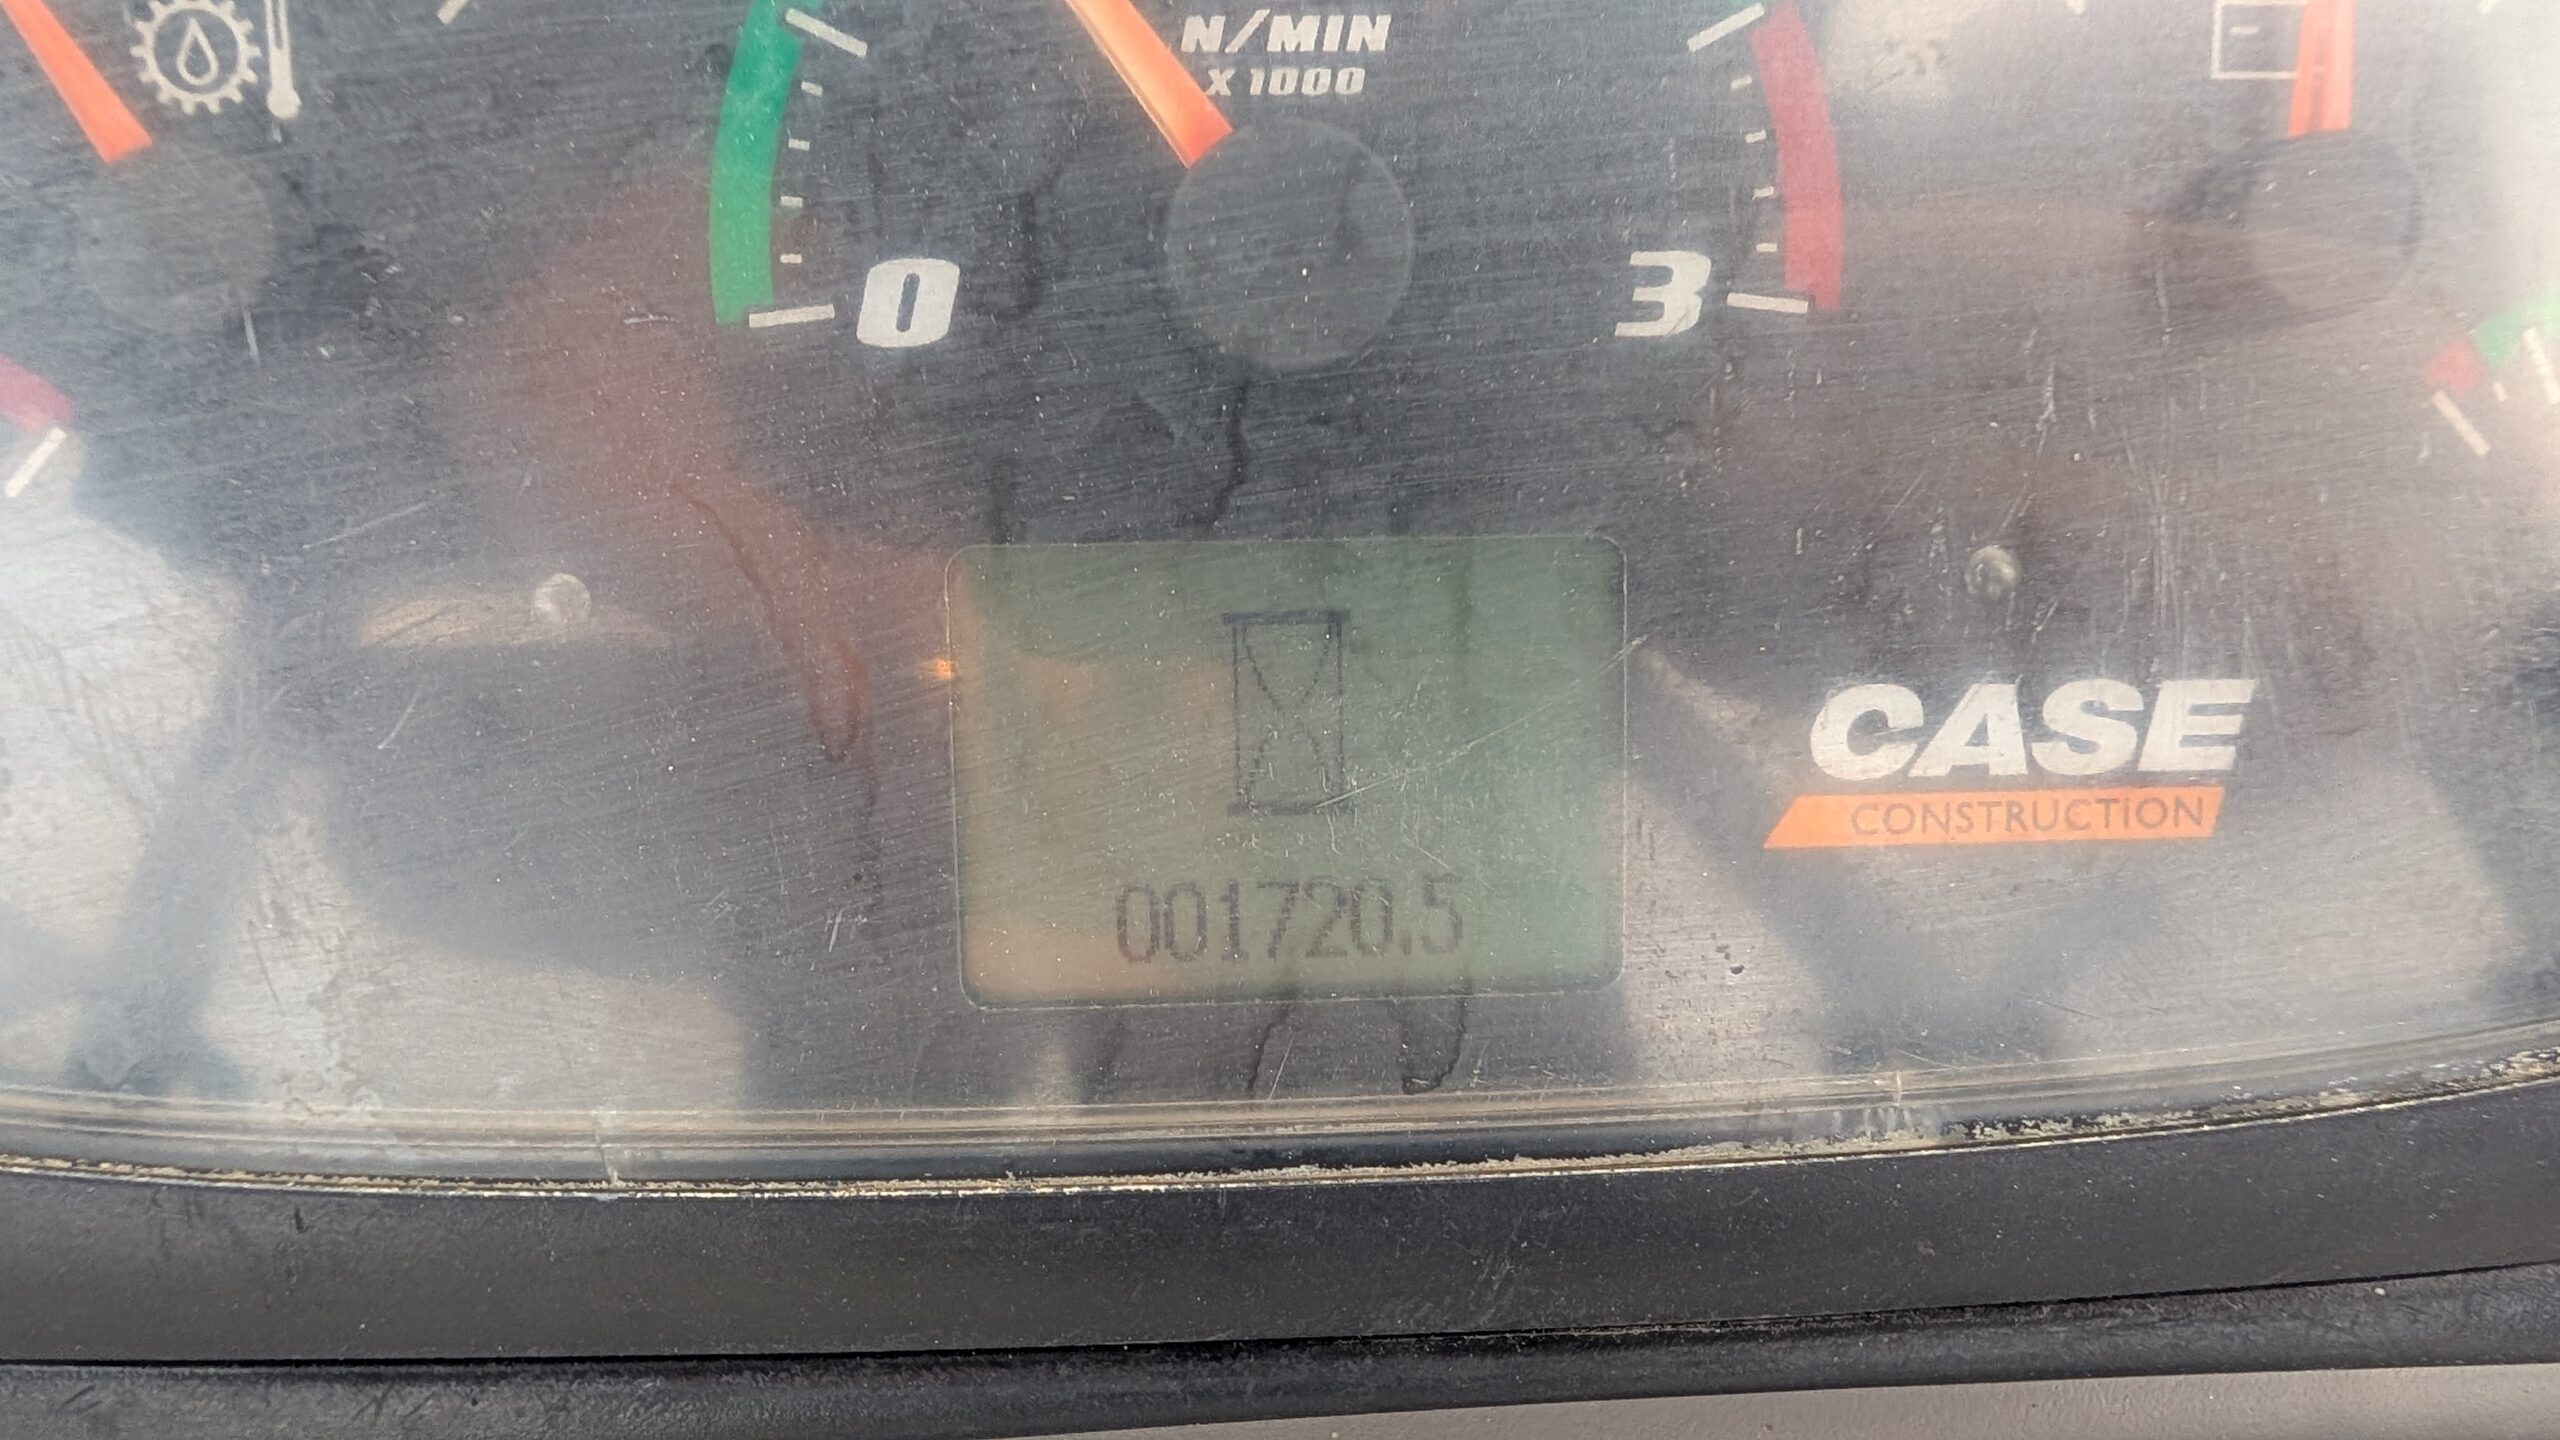 N/MIN
X 1000
0
3
CASE
CONSTRUCTION
001720.5